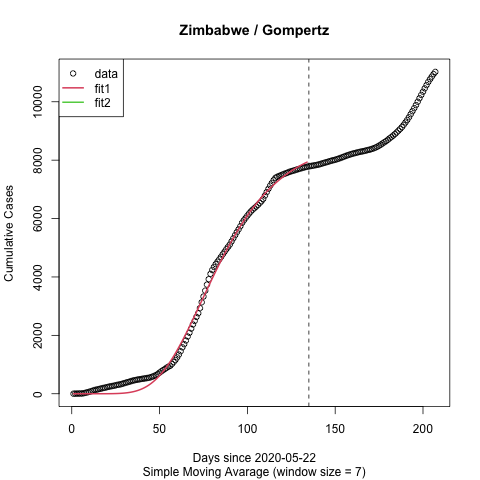 Zimbabwe / Gompertz
data
fit1
fit2
Cumulative Cases
10000
8000
6000
4000
2000
0
0 50 100 150 200
Days since 2020-05-22
Simple Moving Avarage (window size = 7)